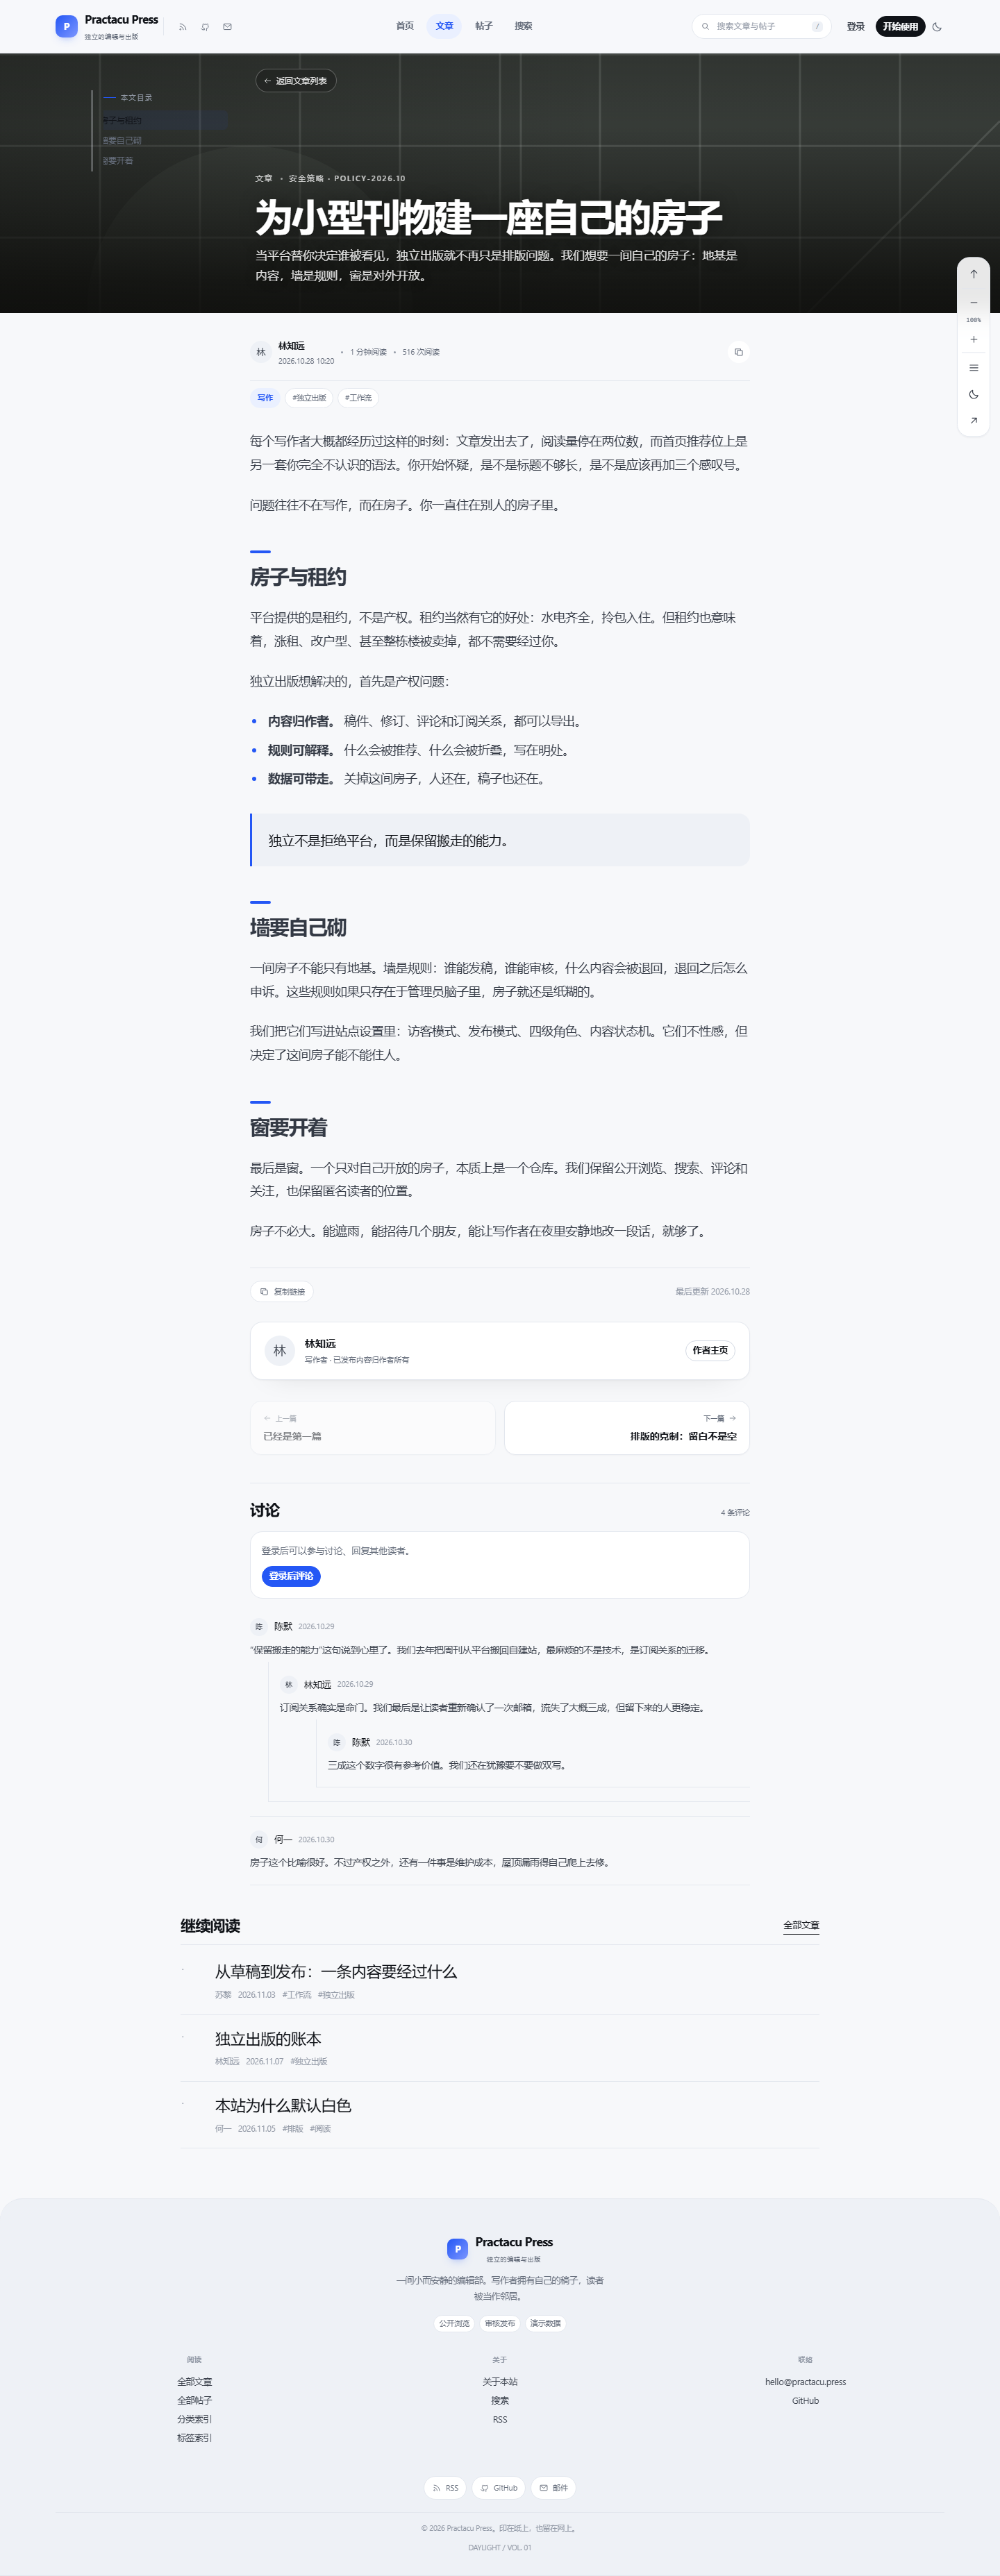 P
Practacu Press
独立的编辑与出版
首页
文章
帖子
搜索
搜索文章与帖子
/
登录
开始使用
← 返回文章列表
本文目录
子与租约
要自己砌
要开着
文章 • 安全策略 · POLICY-2026.10
为小型刊物建一座自己的房子
当平台替你决定谁被看见，独立出版就不再只是排版问题。我们想要一间自己的房子：地基是
内容，墙是规则，窗是对外开放。
100%
林
林知远
2026.10.28 10:20
• 1 分钟阅读 • 516 次阅读
写作
#独立出版
#工作流
每个写作者大概都经历过这样的时刻：文章发出去了，阅读量停在两位数，而首页推荐位上是
另一套你完全不认识的语法。你开始怀疑，是不是标题不够长，是不是应该再加三个感叹号。
问题往往不在写作，而在房子。你一直住在别人的房子里。
房子与租约
平台提供的是租约，不是产权。租约当然有它的好处：水电齐全，拎包入住。但租约也意味
着，涨租、改户型、甚至整栋楼被卖掉，都不需要经过你。
独立出版想解决的，首先是产权问题：
• 内容归作者。 稿件、修订、评论和订阅关系，都可以导出。
• 规则可解释。 什么会被推荐、什么会被折叠，写在明处。
• 数据可带走。 关掉这间房子，人还在，稿子也还在。
独立不是拒绝平台，而是保留搬走的能力。
墙要自己砌
一间房子不能只有地基。墙是规则：谁能发稿，谁能审核，什么内容会被退回，退回之后怎么
申诉。这些规则如果只存在于管理员脑子里，房子就还是纸糊的。
我们把它们写进站点设置里：访客模式、发布模式、四级角色、内容状态机。它们不性感，但
决定了这间房子能不能住人。
窗要开着
最后是窗。一个只对自己开放的房子，本质上是一个仓库。我们保留公开浏览、搜索、评论和
关注，也保留匿名读者的位置。
房子不必大。能遮雨，能招待几个朋友，能让写作者在夜里安静地改一段话，就够了。
复制链接
最后更新 2026.10.28
林
林知远
写作者 · 已发布内容归作者所有
作者主页
← 上一篇
已经是第一篇
下一篇 →
排版的克制：留白不是空
讨论
4 条评论
登录后可以参与讨论、回复其他读者。
登录后评论
陈 陈默 2026.10.29
“保留搬走的能力”这句说到心里了。我们去年把周刊从平台搬回自建站，最麻烦的不是技术，是订阅关系的迁移。
林 林知远 2026.10.29
订阅关系确实是命门。我们最后是让读者重新确认了一次邮箱，流失了大概三成，但留下来的人更稳定。
陈 陈默 2026.10.30
三成这个数字很有参考价值。我们还在犹豫要不要做双写。
何 何一 2026.10.30
房子这个比喻很好。不过产权之外，还有一件事是维护成本，屋顶漏雨得自己爬上去修。
继续阅读
全部文章
从草稿到发布：一条内容要经过什么
苏黎 2026.11.03 #工作流 #独立出版
独立出版的账本
林知远 2026.11.07 #独立出版
本站为什么默认白色
何一 2026.11.05 #排版 #阅读
P
Practacu Press
独立的编辑与出版
一间小而安静的编辑部。写作者拥有自己的稿子，读者
被当作邻居。
公开浏览
审核发布
演示数据
阅读
全部文章
全部帖子
分类索引
标签索引
关于
关于本站
搜索
RSS
联络
hello@practacu.press
GitHub
RSS
GitHub
邮件
© 2026 Practacu Press。印在纸上，也留在网上。
DAYLIGHT / VOL. 01